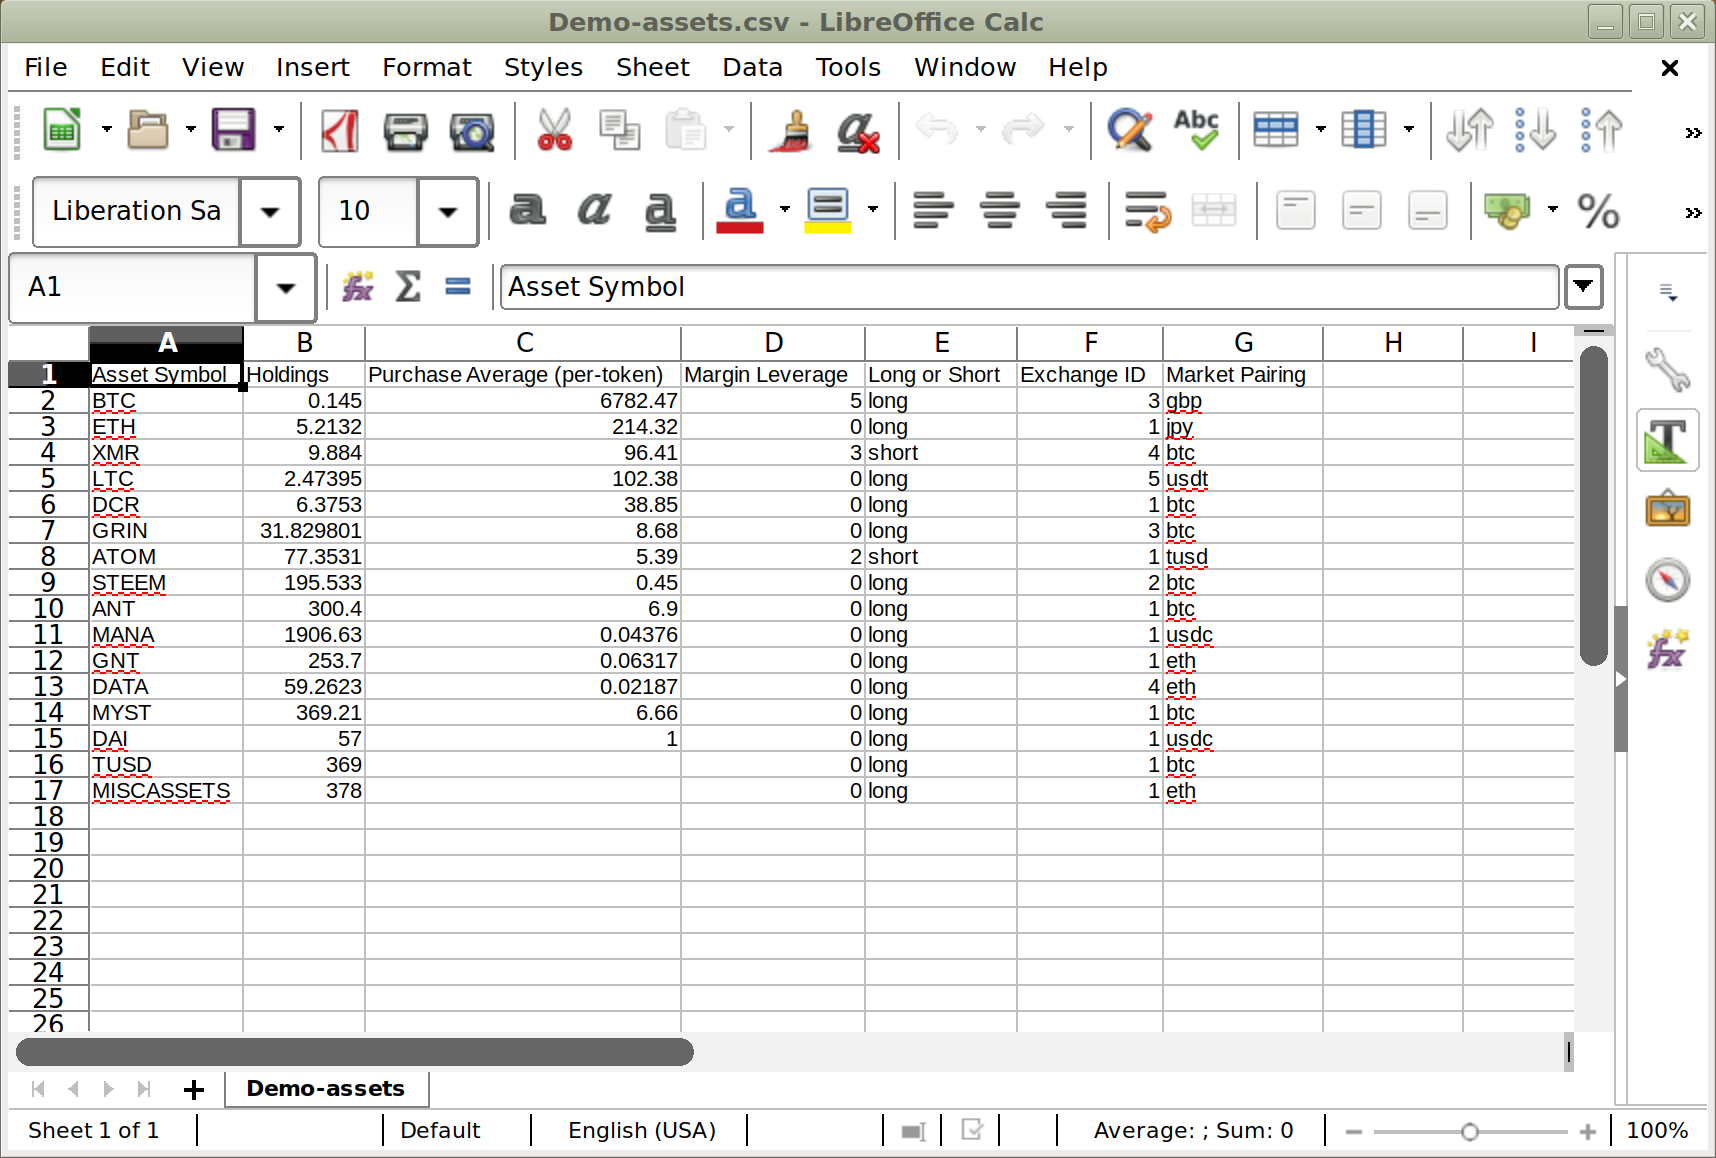 Demo-assets.csv - LibreOffice Calc
File Edit View Insert Format Styles Sheet Data Tools Window Help
Abc
Liberation Sa 10 a a a a %
A1 fx Σ = Asset Symbol
A B C D E F G H I
1 Asset Symbol Holdings Purchase Average (per-token) Margin Leverage Long or Short Exchange ID Market Pairing
2 BTC 0.145 6782.47 5 long 3 gbp
3 ETH 5.2132 214.32 0 long 1 jpy
4 XMR 9.884 96.41 3 short 4 btc
5 LTC 2.47395 102.38 0 long 5 usdt
6 DCR 6.3753 38.85 0 long 1 btc
7 GRIN 31.829801 8.68 0 long 3 btc
8 ATOM 77.3531 5.39 2 short 1 tusd
9 STEEM 195.533 0.45 0 long 2 btc
10 ANT 300.4 6.9 0 long 1 btc
11 MANA 1906.63 0.04376 0 long 1 usdc
12 GNT 253.7 0.06317 0 long 1 eth
13 DATA 59.2623 0.02187 0 long 4 eth
14 MYST 369.21 6.66 0 long 1 btc
15 DAI 57 1 0 long 1 usdc
16 TUSD 369 0 long 1 btc
17 MISCASSETS 378 0 long 1 eth
18
19
20
21
22
23
24
25
26
Demo-assets
Sheet 1 of 1 Default English (USA) Average: ; Sum: 0 100%